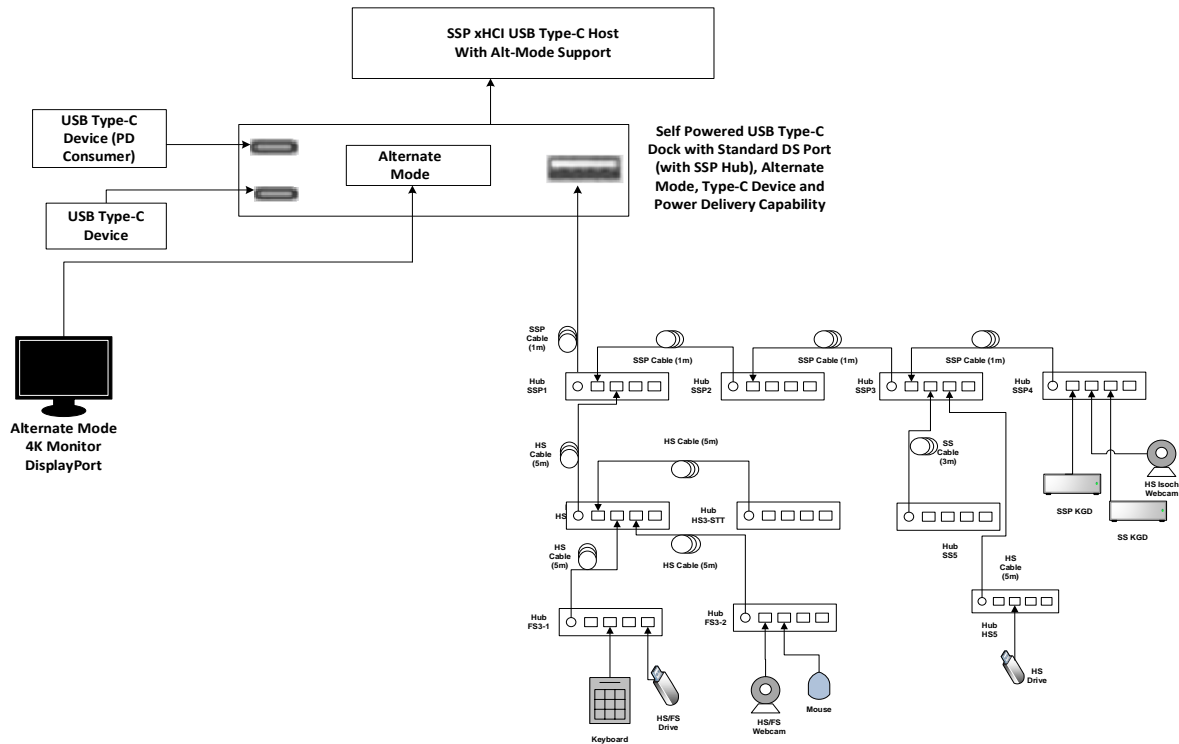 SSP xHCI USB Type-C Host
With Alt-Mode Support
USB Type-C
Device (PD
Consumer)
Alternate
Mode
Self Powered USB Type-C
Dock with Standard DS Port
(with SSP Hub), Alternate
Mode, Type-C Device and
Power Delivery Capability
USB Type-C
Device
Alternate Mode
4K Monitor
DisplayPort
SSP
Cable
(1m)
SSP Cable (1m)
SSP Cable (1m)
SSP Cable (1m)
Hub
SSP1
Hub
SSP2
Hub
SSP3
Hub
SSP4
HS
Cable
(5m)
HS Cable (5m)
SS
Cable
(3m)
HS Isoch
Webcam
SSP KGD
SS KGD
HS
Hub
HS3-STT
Hub
SS5
HS
Cable
(5m)
HS Cable (5m)
HS
Cable
(5m)
Hub
FS3-1
Hub
FS3-2
Hub
HS5
HS
Drive
Keyboard
HS/FS
Drive
HS/FS
Webcam
Mouse